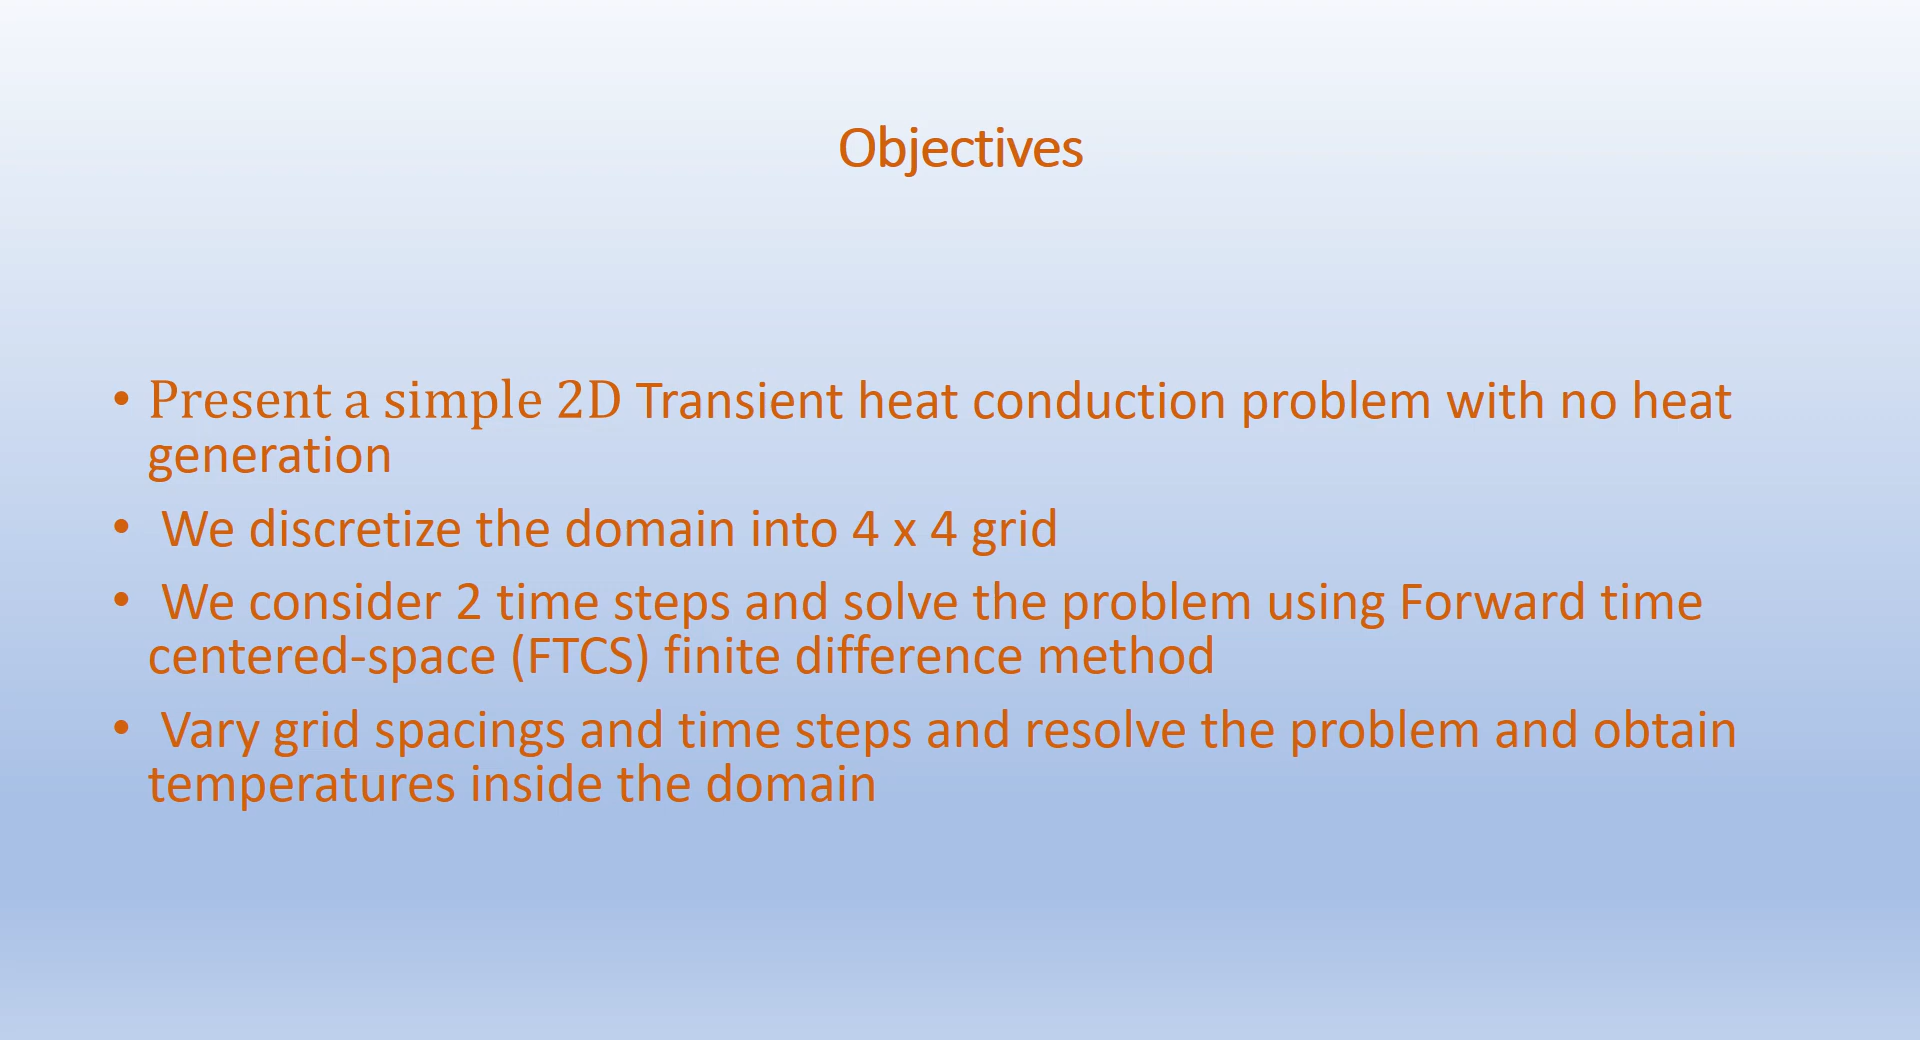 Objectives
• Present a simple 2D Transient heat conduction problem with no heat
generation
• We discretize the domain into 4 x 4 grid
• We consider 2 time steps and solve the problem using Forward time
centered-space (FTCS) finite difference method
• Vary grid spacings and time steps and resolve the problem and obtain
temperatures inside the domain